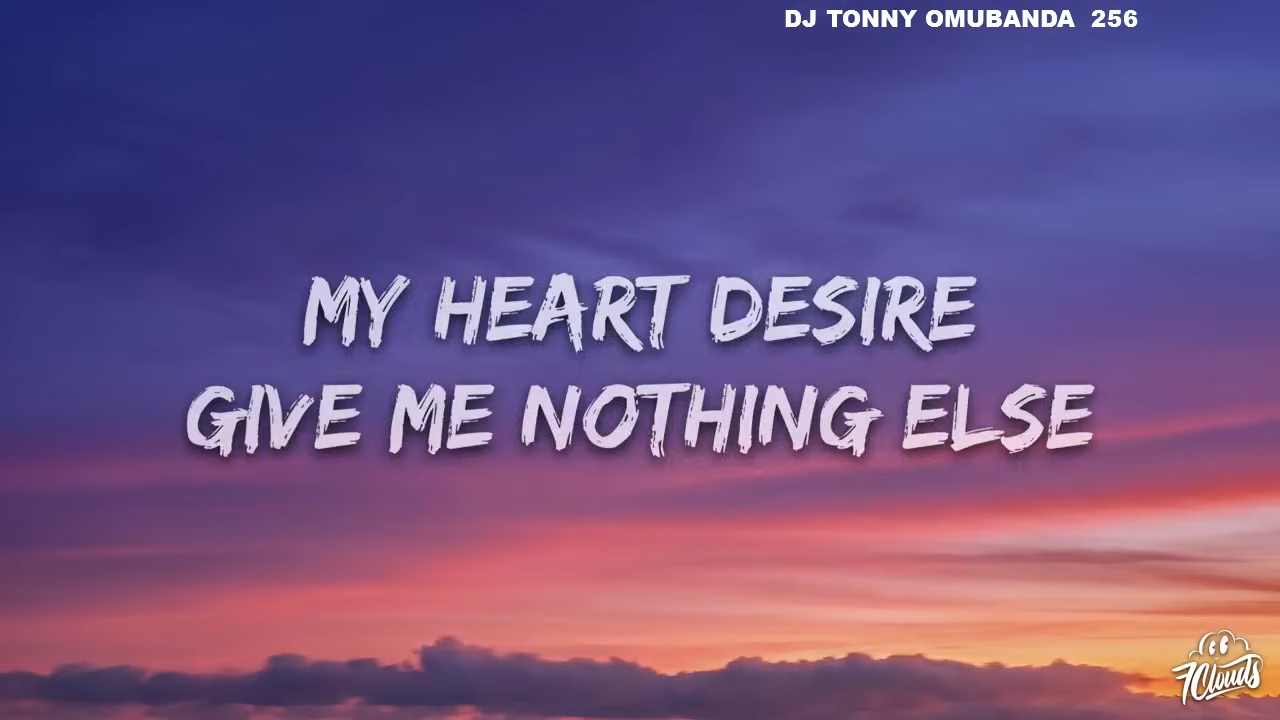 DJ TONNY OMUBANDA 256
MY HEART DESIRE
GIVE ME NOTHING ELSE
7Clouds